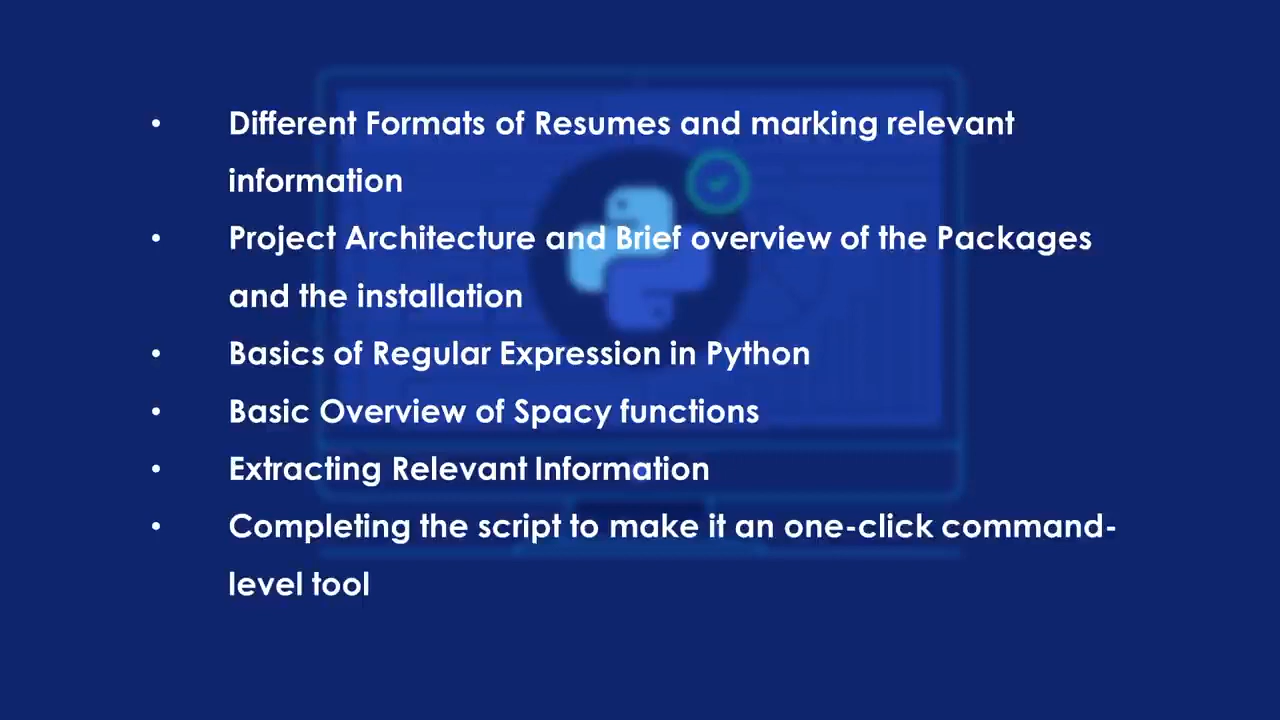 • Different Formats of Resumes and marking relevant
information
• Project Architecture and Brief overview of the Packages
and the installation
• Basics of Regular Expression in Python
• Basic Overview of Spacy functions
• Extracting Relevant Information
• Completing the script to make it an one-click command-
level tool